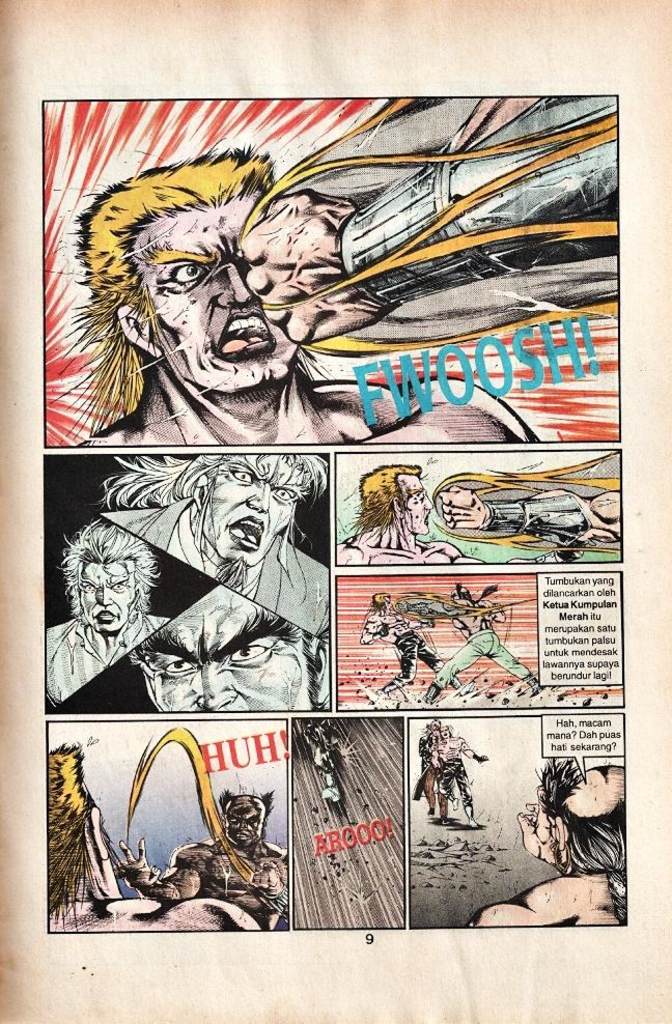 FWOOSH!
Tumbukan yang
dilancarkan oleh
Ketua Kumpulan
Merah itu
merupakan satu
tumbukan palsu
untuk mendesak
lawannya supaya
berundur lagi!
HUH!
AROOO!
Hah, macam
mana? Dah puas
hati sekarang?
9